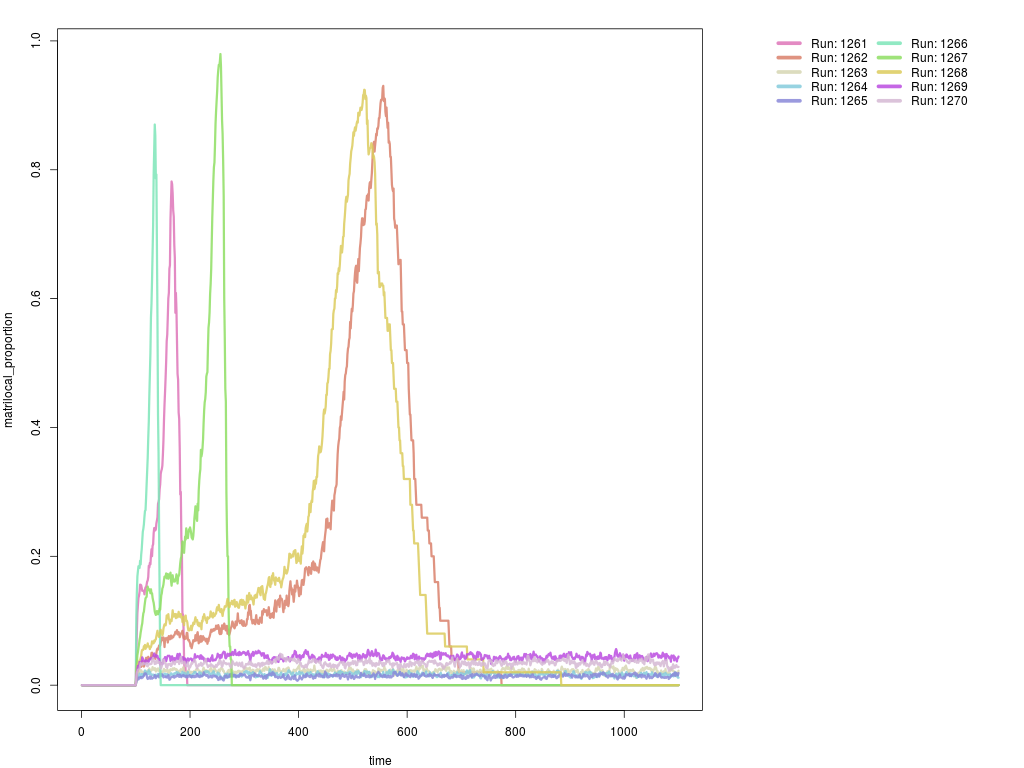 matrilocal_proportion
1.0
0.8
0.6
0.4
0.2
0.0
0 200 400 600 800 1000
time
Run: 1261 Run: 1266
Run: 1262 Run: 1267
Run: 1263 Run: 1268
Run: 1264 Run: 1269
Run: 1265 Run: 1270